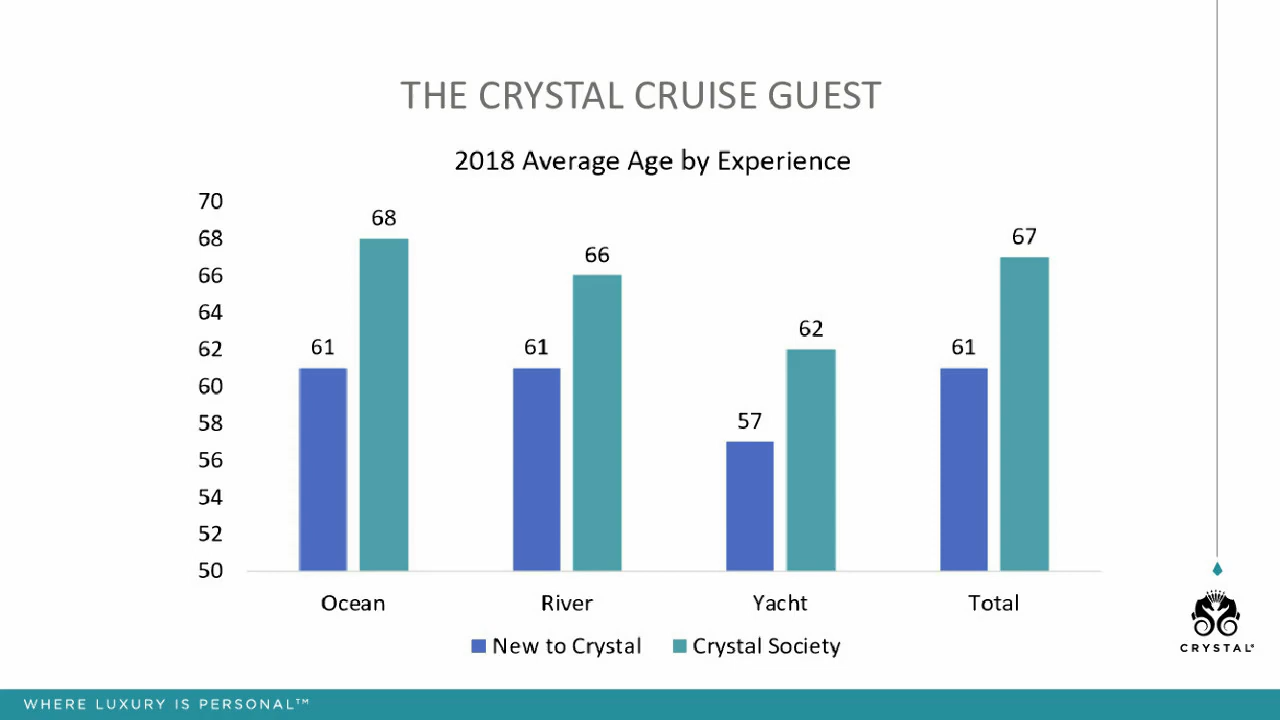 THE CRYSTAL CRUISE GUEST
2018 Average Age by Experience
70
68
66
64
62
60
58
56
54
52
50
61
68
61
66
57
62
61
67
Ocean
River
Yacht
Total
New to Crystal
Crystal Society
CRYSTAL®
WHERE LUXURY IS PERSONAL™